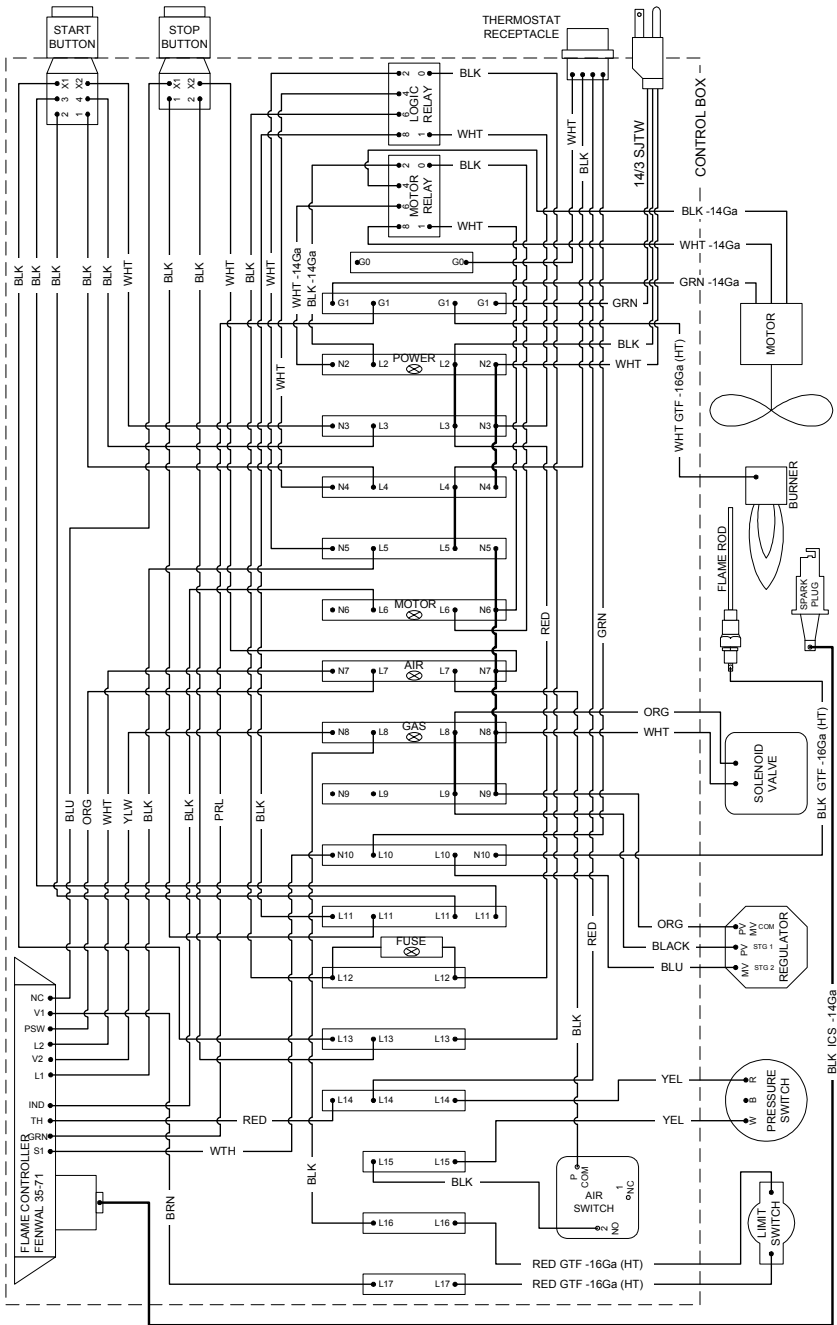 START
BUTTON
STOP
BUTTON
THERMOSTAT
RECEPTACLE
X1 X2
3 4
2 1
X1 X2
1 2
2 0
4
6
8 1
LOGIC
RELAY
BLK
WHT
2 0
4
6
8 1
MOTOR
RELAY
BLK
WHT
WHT
BLK
14/3 SJTW
CONTROL BOX
BLK -14Ga
WHT -14Ga
GRN -14Ga
MOTOR
BLK
BLK
BLK
BLK
BLK
WHT
BLK
BLK
WHT
BLK
WHT
WHT -14Ga
BLK -14Ga
WHT
G0 G0
G1 G1 G1 G1
GRN
BLK
WHT
N2 L2 POWER L2 N2
N3 L3 L3 N3
N4 L4 L4 N4
N5 L5 L5 N5
N6 L6 MOTOR L6 N6
N7 L7 AIR L7 N7
N8 L8 GAS L8 N8
N9 L9 L9 N9
N10 L10 L10 N10
L11 L11 L11 L11
FUSE
L12 L12
L13 L13 L13
L14 L14 L14
L15 L15
L16 L16
L17 L17
WHT GTF -16Ga (HT)
BURNER
FLAME ROD
SPARK
PLUG
RED
GRN
BLU
ORG
WHT
YLW
BLK
BLK
PRL
BLK
ORG
WHT
SOLENOID
VALVE
BLK GTF -16Ga (HT)
ORG
BLACK
BLU
PV MV COM
PV STG 1
MV STG 2
REGULATOR
RED
BLK
BLK ICS -14Ga
YEL
YEL
R
B
W
PRESSURE
SWITCH
NC
V1
PSW
L2
V2
L1
IND
TH
GRN
S1
FLAME CONTROLLER
FENWAL 35-71
RED
WTH
BRN
BLK
BLK
P
COM
1
NC
AIR
SWITCH
2
NO
LIMIT
SWITCH
RED GTF -16Ga (HT)
RED GTF -16Ga (HT)